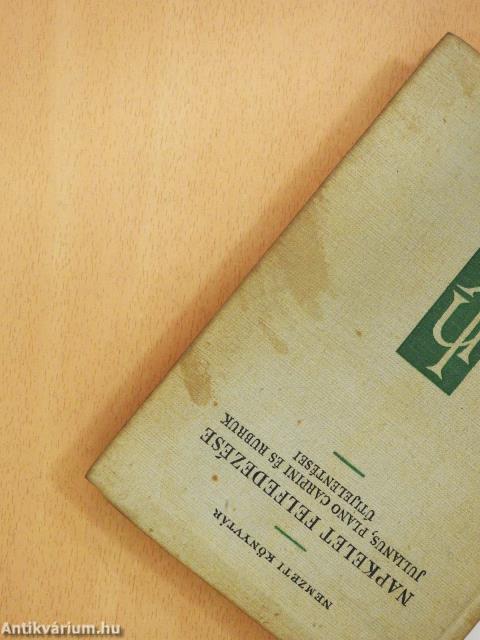 NEMZETI KÖNYVTÁR
NAPKELET FELFEDEZÉSE
JULIANUS, PLANO CARPINI ÉS RUBRUK
ÚTIJELENTÉSEI
Antikvárium.hu